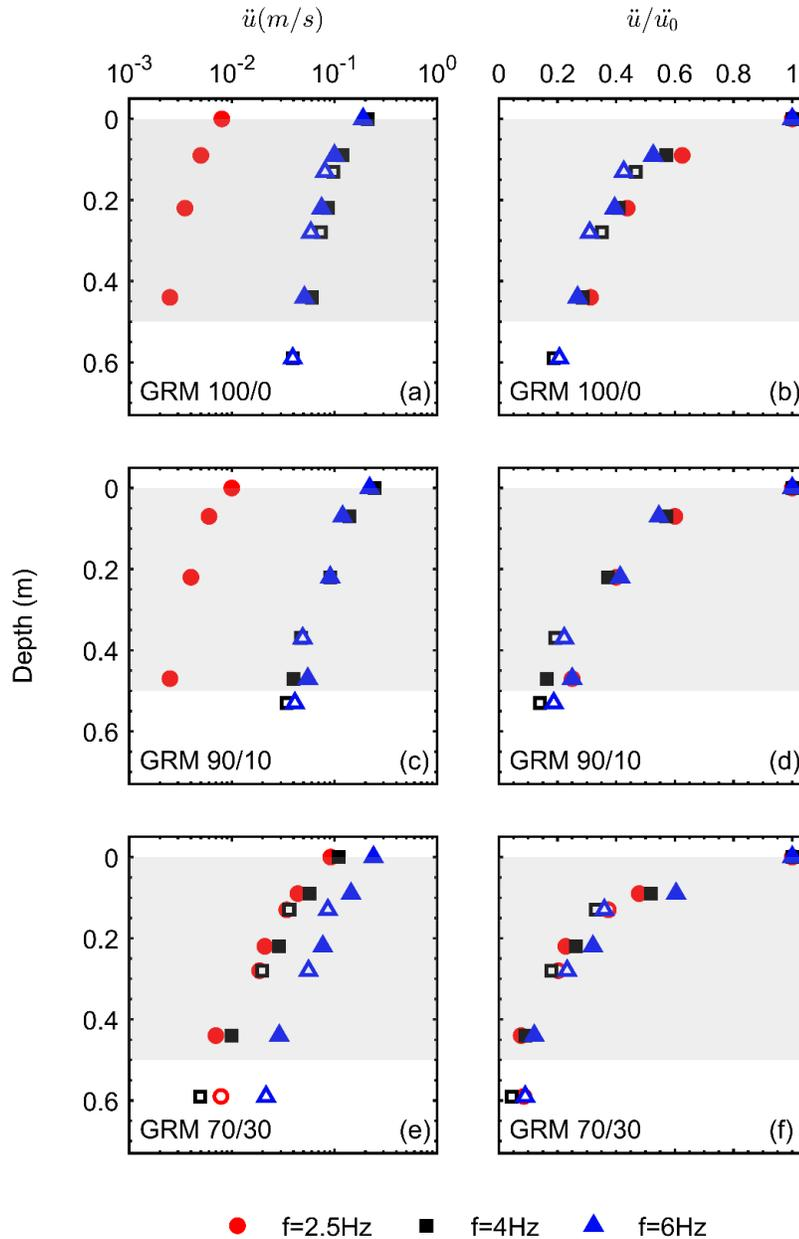 ü(m/s) ü/ü₀
10⁻³ 10⁻² 10⁻¹ 10⁰ 0 0.2 0.4 0.6 0.8 1
0
0.2
0.4
0.6
GRM 100/0 (a) GRM 100/0 (b)
0
0.2
0.4
0.6
GRM 90/10 (c) GRM 90/10 (d)
Depth (m)
0
0.2
0.4
0.6
GRM 70/30 (e) GRM 70/30 (f)
f=2.5Hz f=4Hz f=6Hz